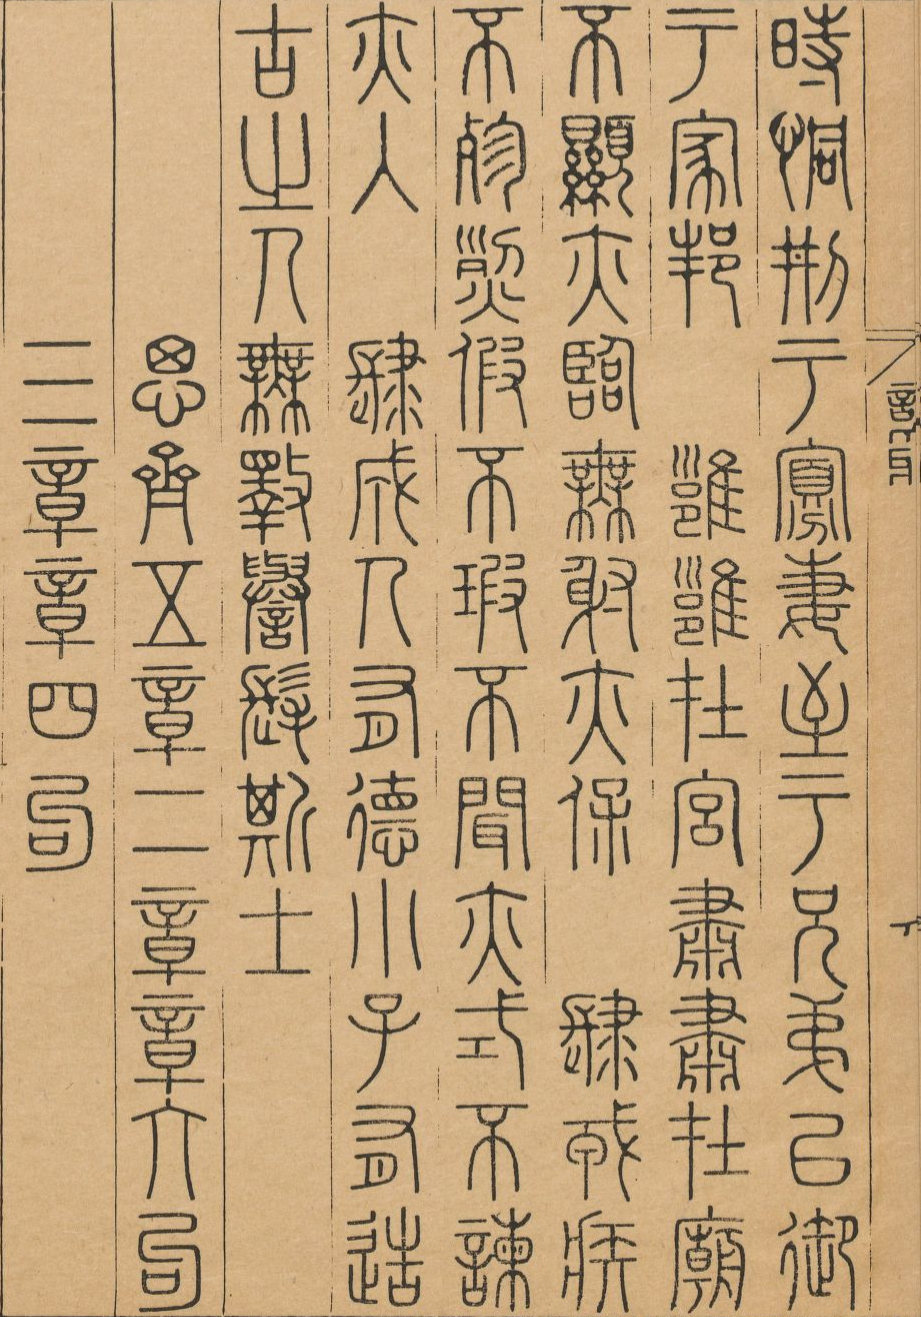 時恫刑于寡妻至于兄弟以御
于家邦　雝雝在宮肅肅在廟
不顯亦臨無射亦保　肆戎疾
不殄烈假不瑕不聞亦式不諫
亦入　肆成人有德小子有造
古之人無斁譽髦斯士
思齊五章二章章六句
三章章四句